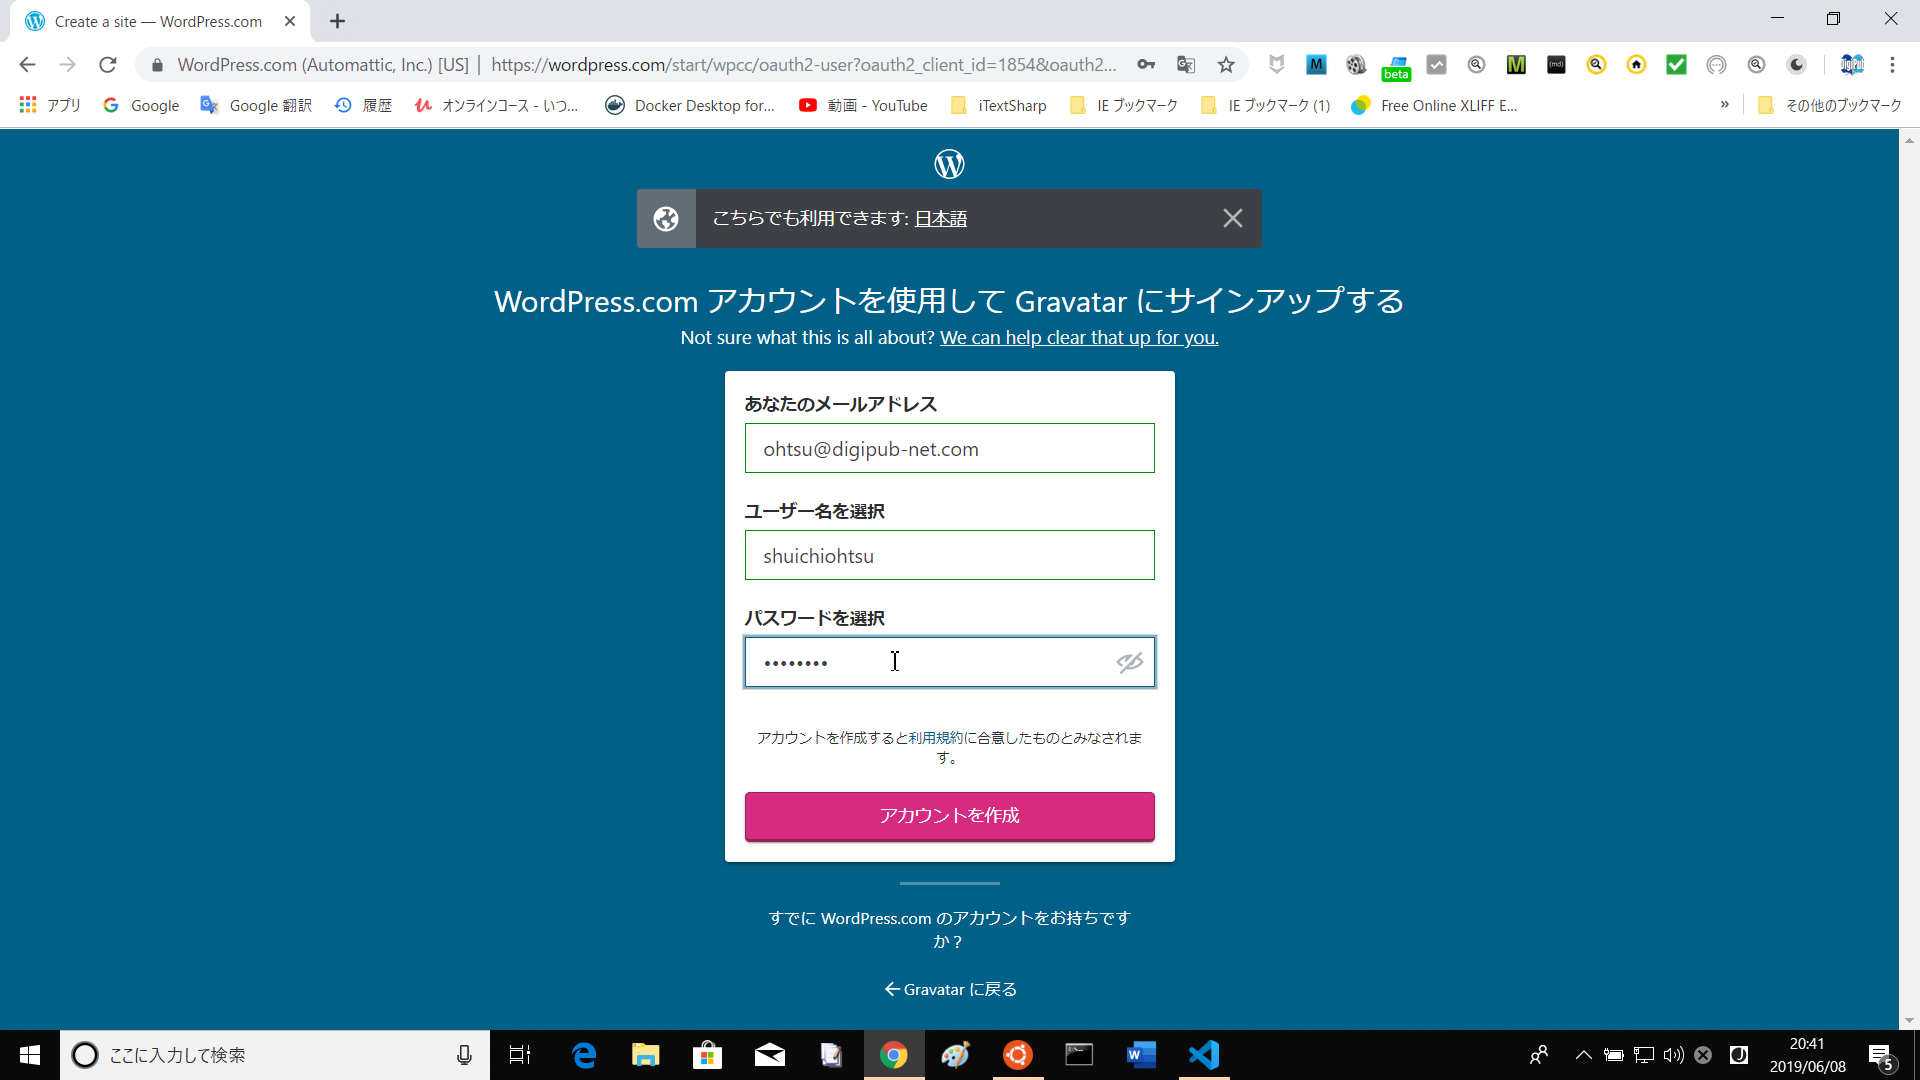 Create a site — WordPress.com
WordPress.com (Automattic, Inc.) [US] | https://wordpress.com/start/wpcc/oauth2-user?oauth2_client_id=1854&oauth2...
M
beta
M
(md)
DigiPub
アプリ
Google
Google 翻訳
履歴
オンラインコース - いつ...
Docker Desktop for...
動画 - YouTube
iTextSharp
IE ブックマーク
IE ブックマーク (1)
Free Online XLIFF E...
»
その他のブックマーク
こちらでも利用できます: 日本語
WordPress.com アカウントを使用して Gravatar にサインアップする
Not sure what this is all about? We can help clear that up for you.
あなたのメールアドレス
ohtsu@digipub-net.com
ユーザー名を選択
shuichiohtsu
パスワードを選択
••••••••
アカウントを作成すると利用規約に合意したものとみなされま
す。
アカウントを作成
すでに WordPress.com のアカウントをお持ちです
か？
← Gravatar に戻る
ここに入力して検索
20:41
2019/06/08
5